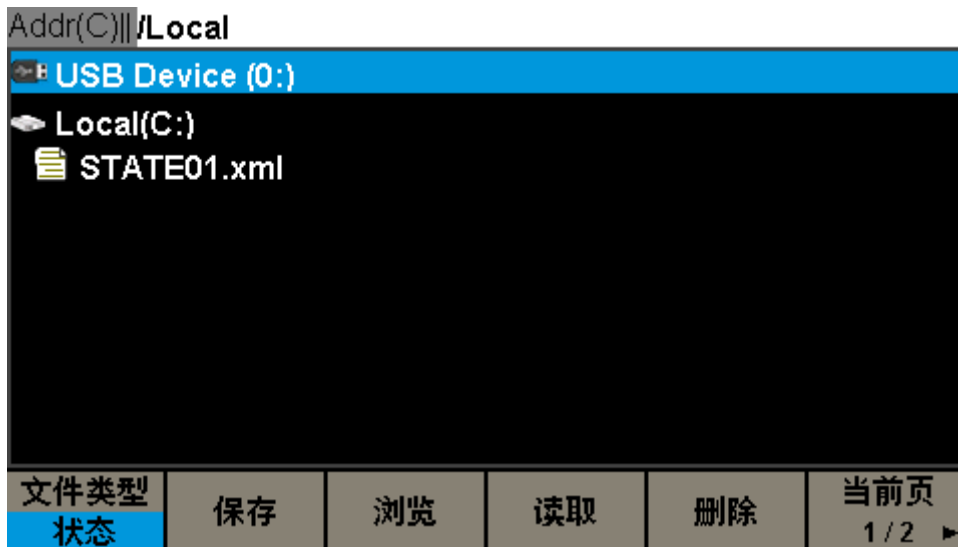 Addr(C)|| /Local
USB Device (0:)
Local(C:)
STATE01.xml
文件类型
状态
保存
浏览
读取
删除
当前页
1/2 ►